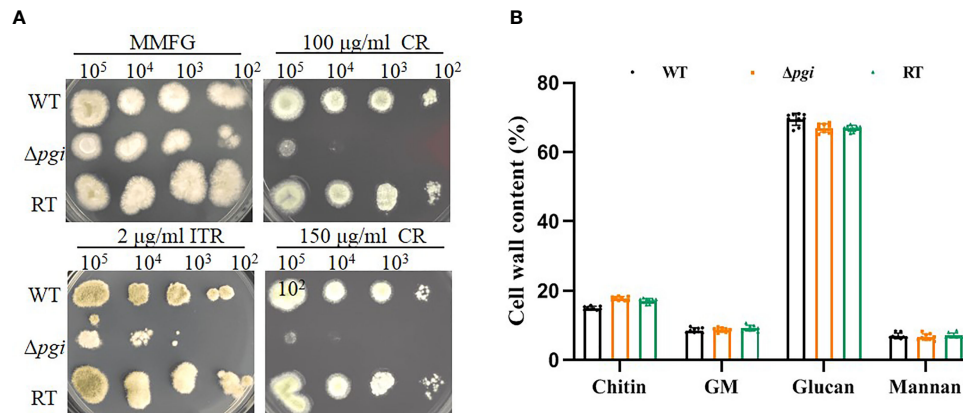 A
MMFG
10⁵ 10⁴ 10³ 10²
100 μg/ml CR
10⁵ 10⁴ 10³ 10²
WT
Δpgi
RT
2 μg/ml ITR
10⁵ 10⁴ 10³ 10²
150 μg/ml CR
10⁵ 10⁴ 10³
10²
WT
Δpgi
RT
B
WT Δpgi RT
Cell wall content (%)
80
60
40
20
0
Chitin GM Glucan Mannan